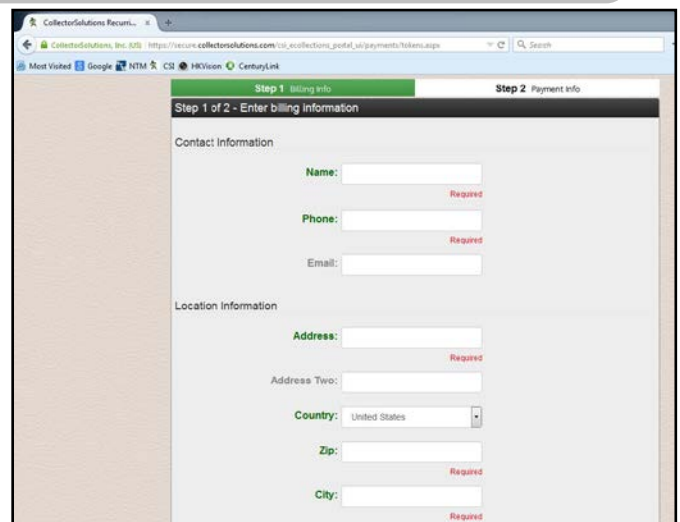 CollectorSolutions Recurri... × +
CollectorSolutions, Inc. (US) https://secure.collectorsolutions.com/csi_ecollections_portal_ui/payments/tokens.aspx Search
Most Visited Google NTM CSI HKVision CenturyLink
Step 1 Billing Info Step 2 Payment Info
Step 1 of 2 - Enter billing information
Contact Information
Name:
Required
Phone:
Required
Email:
Location Information
Address:
Required
Address Two:
Country: United States
Zip:
Required
City:
Required